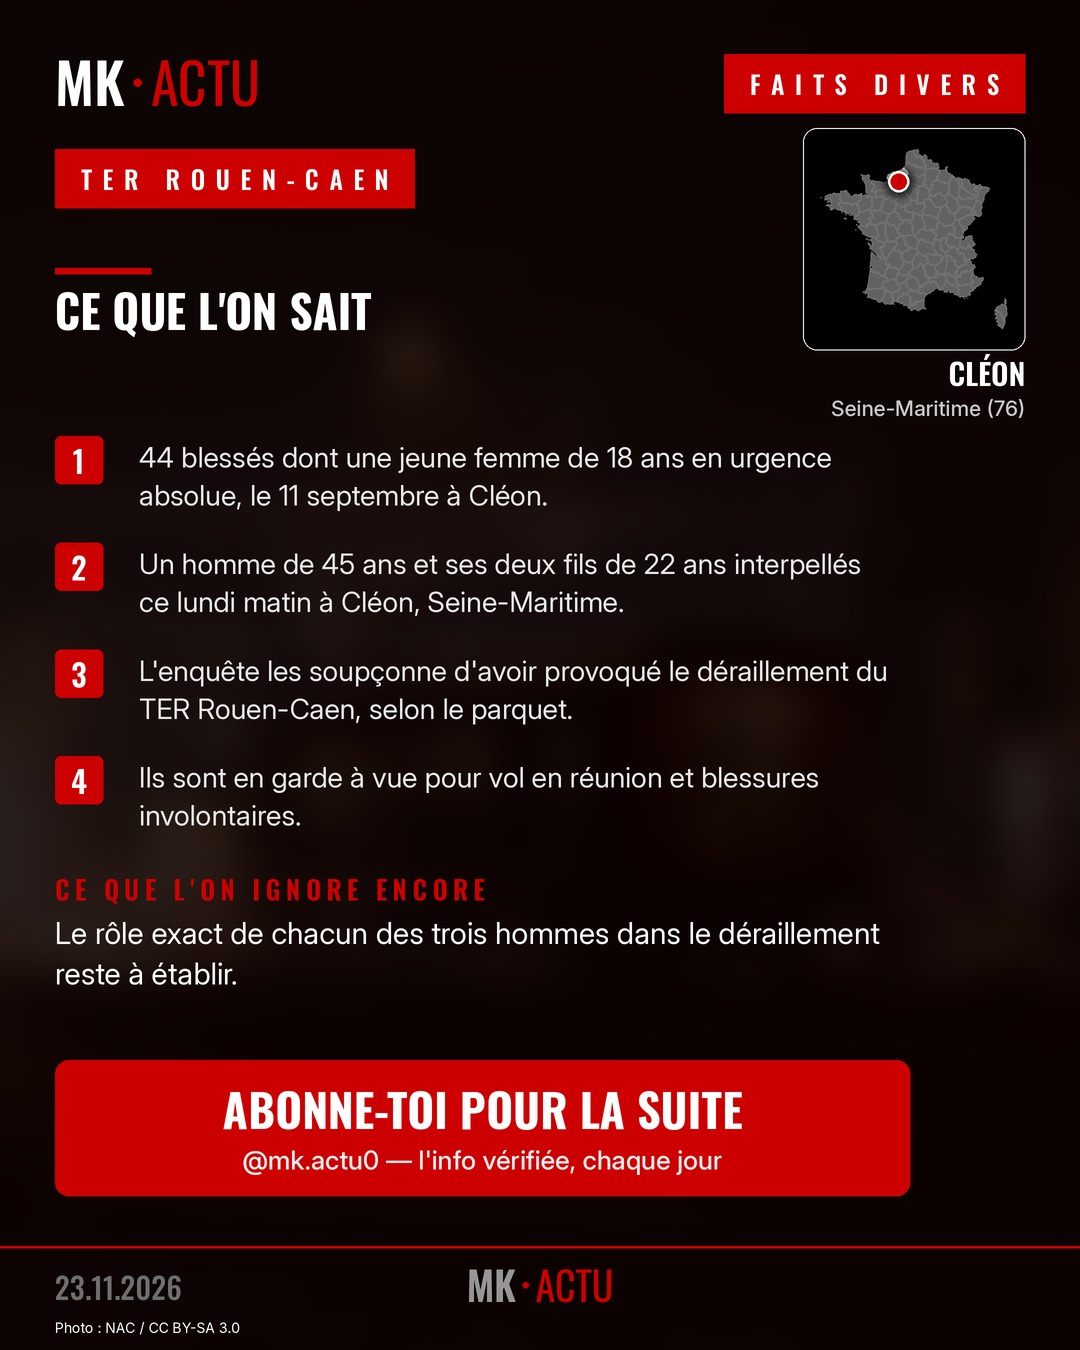 MK·ACTU
FAITS DIVERS
TER ROUEN-CAEN
CE QUE L'ON SAIT
CLÉON
Seine-Maritime (76)
1
44 blessés dont une jeune femme de 18 ans en urgence
absolue, le 11 septembre à Cléon.
2
Un homme de 45 ans et ses deux fils de 22 ans interpellés
ce lundi matin à Cléon, Seine-Maritime.
3
L'enquête les soupçonne d'avoir provoqué le déraillement du
TER Rouen-Caen, selon le parquet.
4
Ils sont en garde à vue pour vol en réunion et blessures
involontaires.
CE QUE L'ON IGNORE ENCORE
Le rôle exact de chacun des trois hommes dans le déraillement
reste à établir.
ABONNE-TOI POUR LA SUITE
@mk.actu0 — l'info vérifiée, chaque jour
23.11.2026
MK·ACTU
Photo : NAC / CC BY-SA 3.0